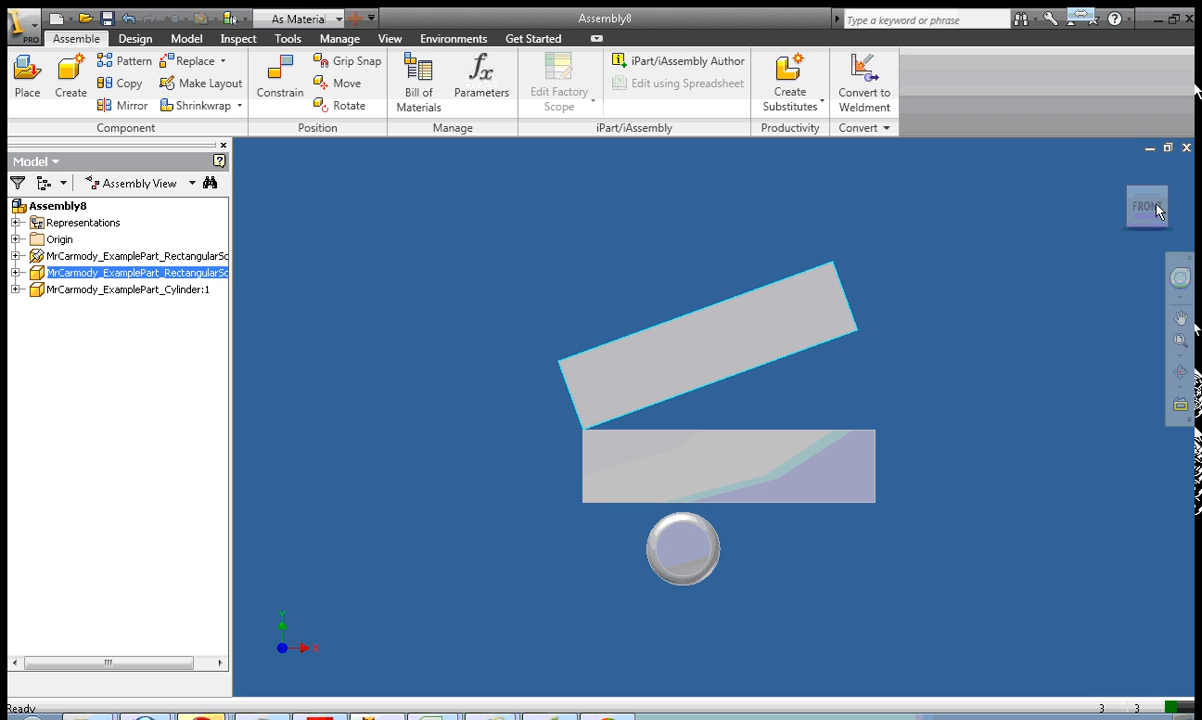 As Material
Assembly8
Type a keyword or phrase
PRO
Assemble Design Model Inspect Tools Manage View Environments Get Started
Place
Create
Pattern
Copy
Mirror
Replace
Make Layout
Shrinkwrap
Component
Constrain
Grip Snap
Move
Rotate
Position
Bill of Materials
fx
Parameters
Manage
Edit Factory Scope
iPart/iAssembly Author
Edit using Spreadsheet
iPart/iAssembly
Create Substitutes
Productivity
Convert to Weldment
Convert
Model
Assembly View
Assembly8
Representations
Origin
MrCarmody_ExamplePart_RectangularSc
MrCarmody_ExamplePart_RectangularSc
MrCarmody_ExamplePart_Cylinder:1
FRONT
Y
X
Ready
3 3